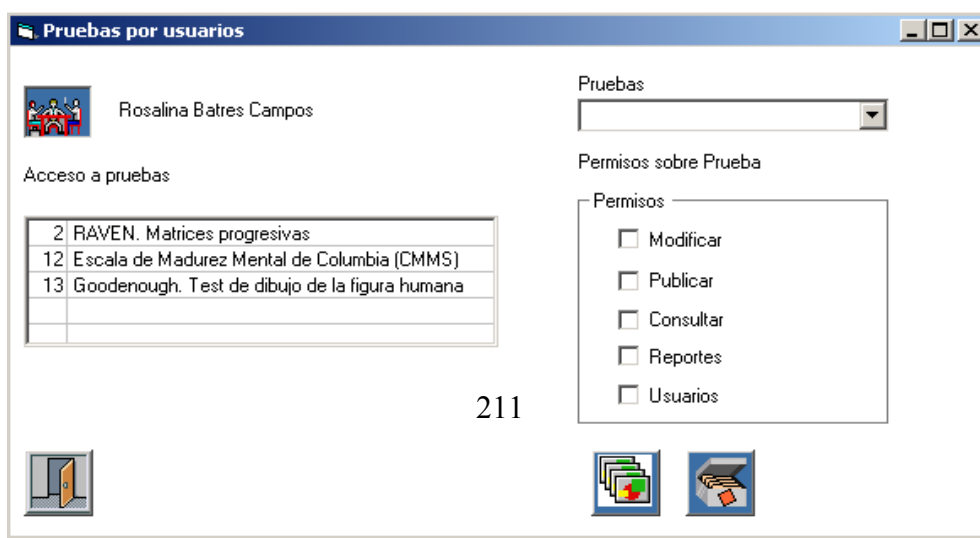 Pruebas por usuarios
Rosalina Batres Campos
Acceso a pruebas
2 RAVEN. Matrices progresivas
12 Escala de Madurez Mental de Columbia (CMMS)
13 Goodenough. Test de dibujo de la figura humana
Pruebas
Permisos sobre Prueba
Permisos
Modificar
Publicar
Consultar
Reportes
Usuarios
211